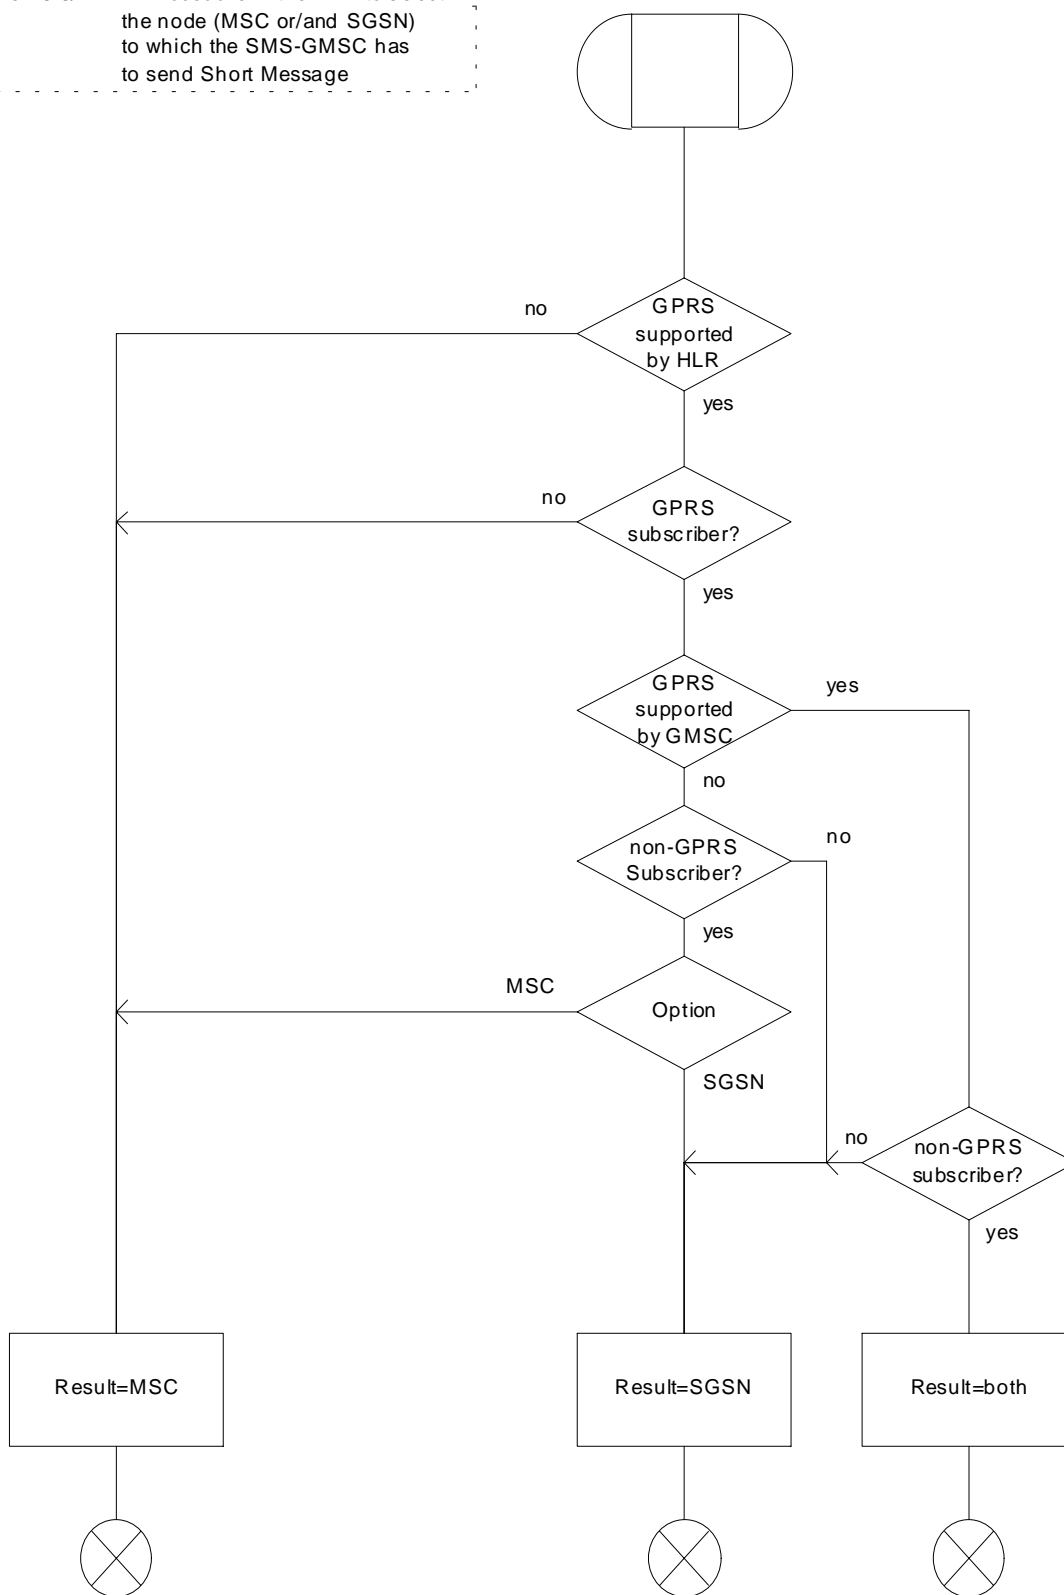 the node (MSC or/and SGSN)
to which the SMS-GMSC has
to send Short Message
GPRS
supported
by HLR
no
yes
GPRS
subscriber?
no
yes
GPRS
supported
by GMSC
yes
no
non-GPRS
Subscriber?
no
yes
Option
MSC
SGSN
non-GPRS
subscriber?
no
yes
Result=MSC
Result=SGSN
Result=both